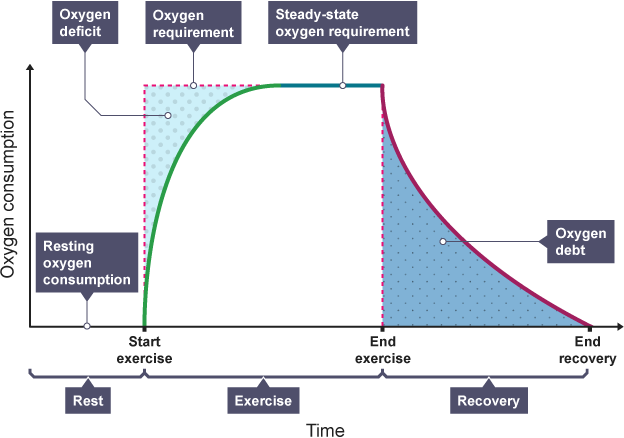 Oxygen
deficit
Oxygen
requirement
Steady-state
oxygen requirement
Oxygen consumption
Resting
oxygen
consumption
Oxygen
debt
Start
exercise
End
exercise
End
recovery
Rest
Exercise
Recovery
Time